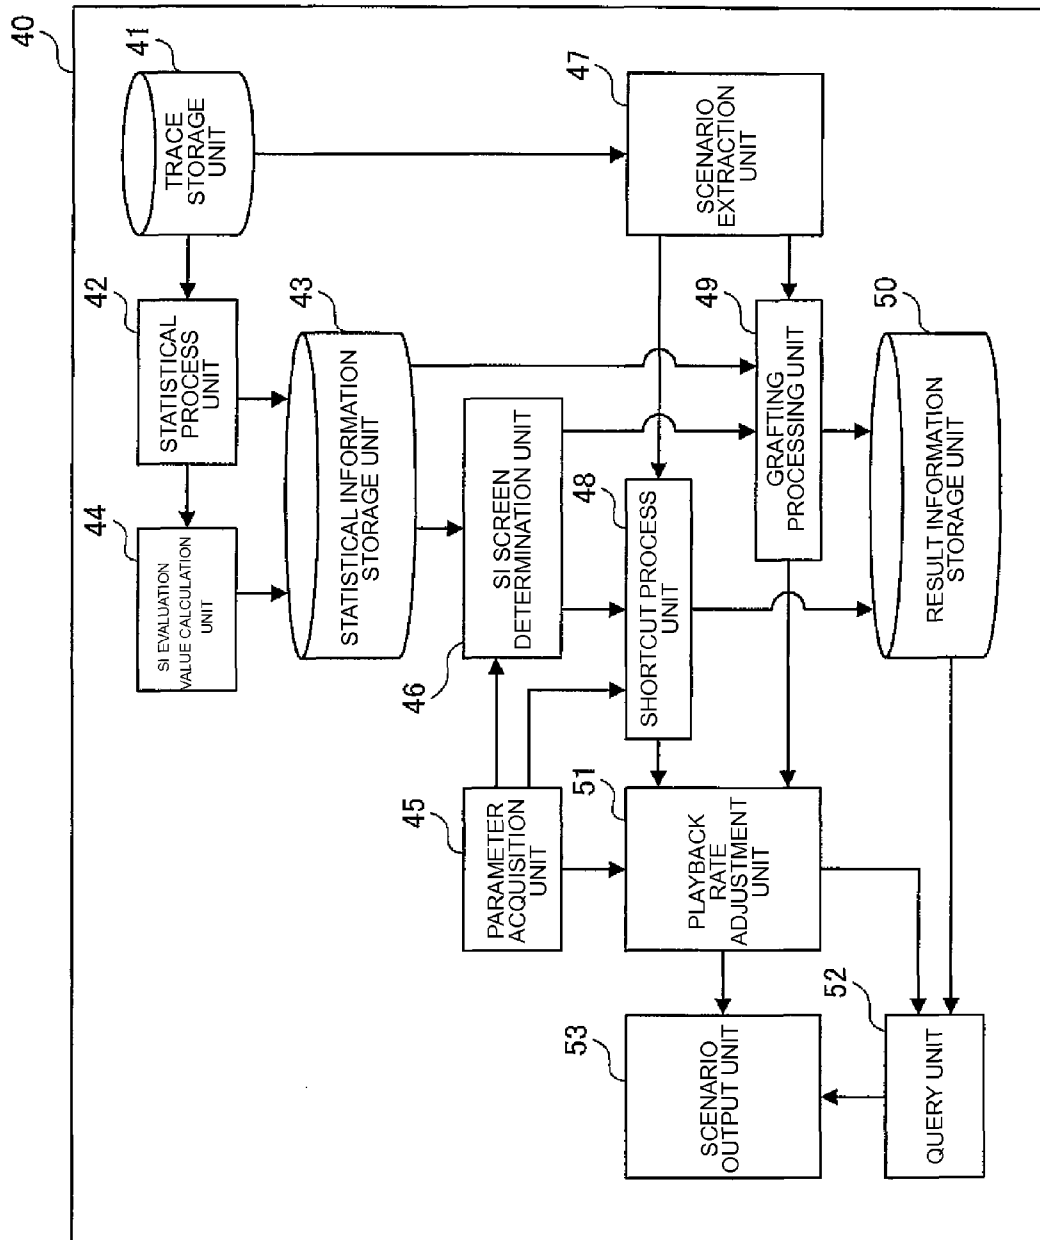 40
41
TRACE
STORAGE
UNIT
42
STATISTICAL
PROCESS
UNIT
43
STATISTICAL INFORMATION
STORAGE UNIT
44
SI EVALUATION
VALUE CALCULATION
UNIT
45
PARAMETER
ACQUISITION
UNIT
46
SI SCREEN
DETERMINATION UNIT
47
SCENARIO
EXTRACTION
UNIT
48
SHORTCUT PROCESS
UNIT
49
GRAFTING
PROCESSING UNIT
50
RESULT INFORMATION
STORAGE UNIT
51
PLAYBACK
RATE
ADJUSTMENT
UNIT
52
QUERY UNIT
53
SCENARIO
OUTPUT UNIT